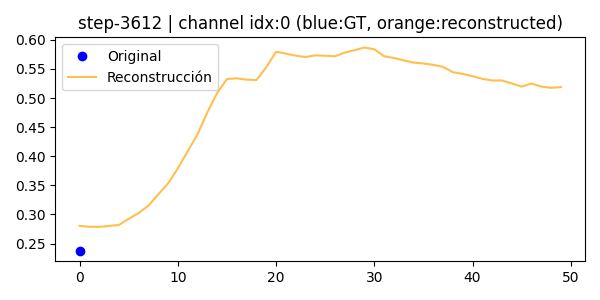 step-3612 | channel idx:0 (blue:GT, orange:reconstructed)
Original
Reconstrucción
0.60
0.55
0.50
0.45
0.40
0.35
0.30
0.25
0 10 20 30 40 50